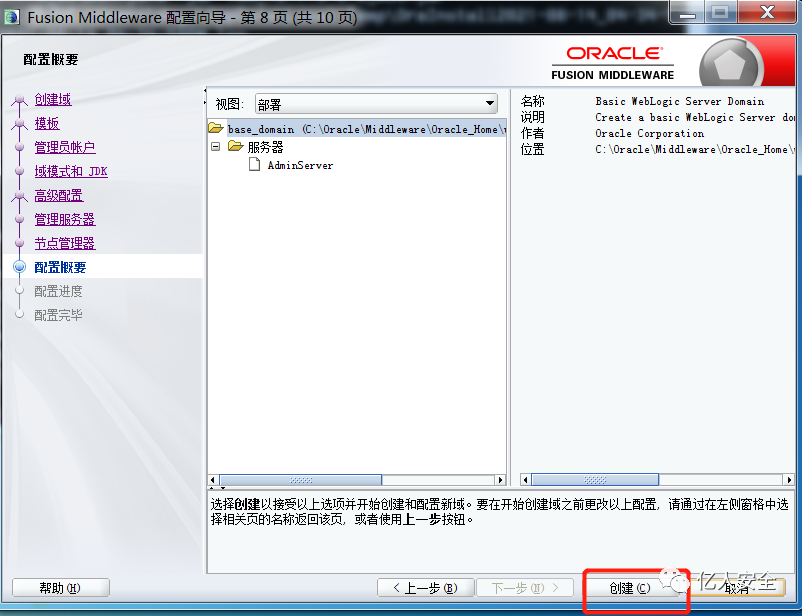 Fusion Middleware 配置向导 - 第 8 页 (共 10 页)
配置概要
ORACLE
FUSION MIDDLEWARE
创建域
模板
管理员帐户
域模式和 JDK
高级配置
管理服务器
节点管理器
配置概要
配置进度
配置完毕
视图: 部署
base_domain (C:\Oracle\Middleware\Oracle_Home\
服务器
AdminServer
名称 Basic WebLogic Server Domain
说明 Create a basic WebLogic Server do
作者 Oracle Corporation
位置 C:\Oracle\Middleware\Oracle_Home\
选择创建以接受以上选项并开始创建和配置新域。要在开始创建域之前更改以上配置, 请通过在左侧窗格中选
择相关页的名称返回该页, 或者使用上一步按钮。
帮助(H)
< 上一步(B)
下一步(N) >
创建(C)
取消
亿人安全